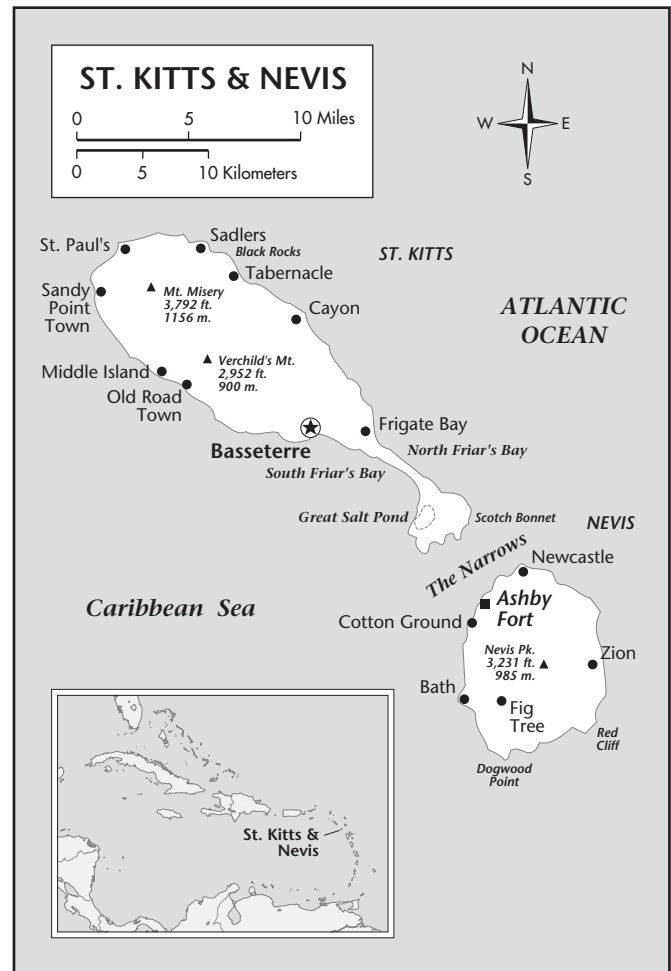 ST. KITTS & NEVIS
0 5 10 Miles
0 5 10 Kilometers
N
W E
S
St. Paul's
Sadlers
Black Rocks
ST. KITTS
Tabernacle
Sandy
Point
Town
Mt. Misery
3,792 ft.
1156 m.
Cayon
ATLANTIC
OCEAN
Verchild's Mt.
2,952 ft.
900 m.
Middle Island
Old Road
Town
Basseterre
Frigate Bay
North Friar's Bay
South Friar's Bay
Great Salt Pond
Scotch Bonnet
NEVIS
The Narrows
Newcastle
Ashby
Fort
Caribbean Sea
Cotton Ground
Nevis Pk.
3,231 ft.
985 m.
Zion
Bath
Fig
Tree
Red
Cliff
Dogwood
Point
St. Kitts &
Nevis